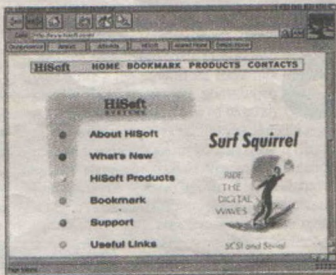 HiSoft HOME BOOKMARK PRODUCTS CONTACTS
HiSoft
SYSTEMS
About HiSoft
What's New
HiSoft Products
Bookmark
Support
Useful Links
Surf Squirrel
RIDE
THE
DIGITAL
WAVES
SCSI and Serial